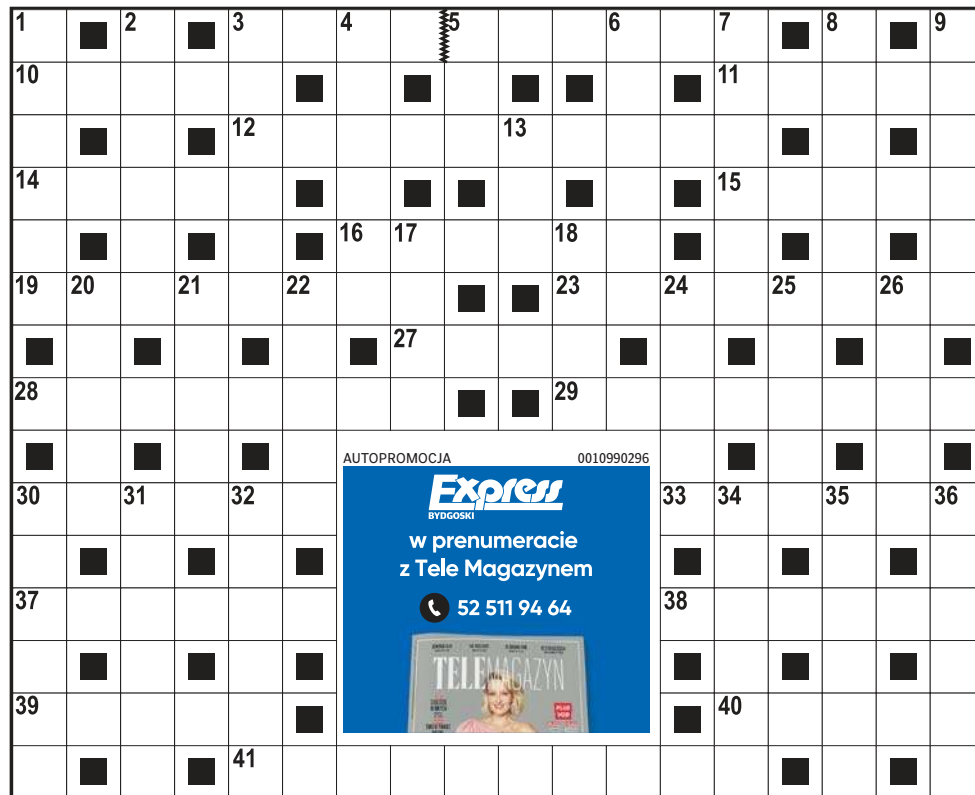 1 2 3 4 5 6 7 8 9
10 11
12 13
14 15
16 17 18
19 20 21 22 23 24 25 26
27
28 29
AUTOPROMOCJA 0010990296
Express
BYDGOSKI
30 31 32 33 34 35 36
w prenumeracie
z Tele Magazynem
37 52 511 94 64 38
TELEMAGAZYN
39 40
41